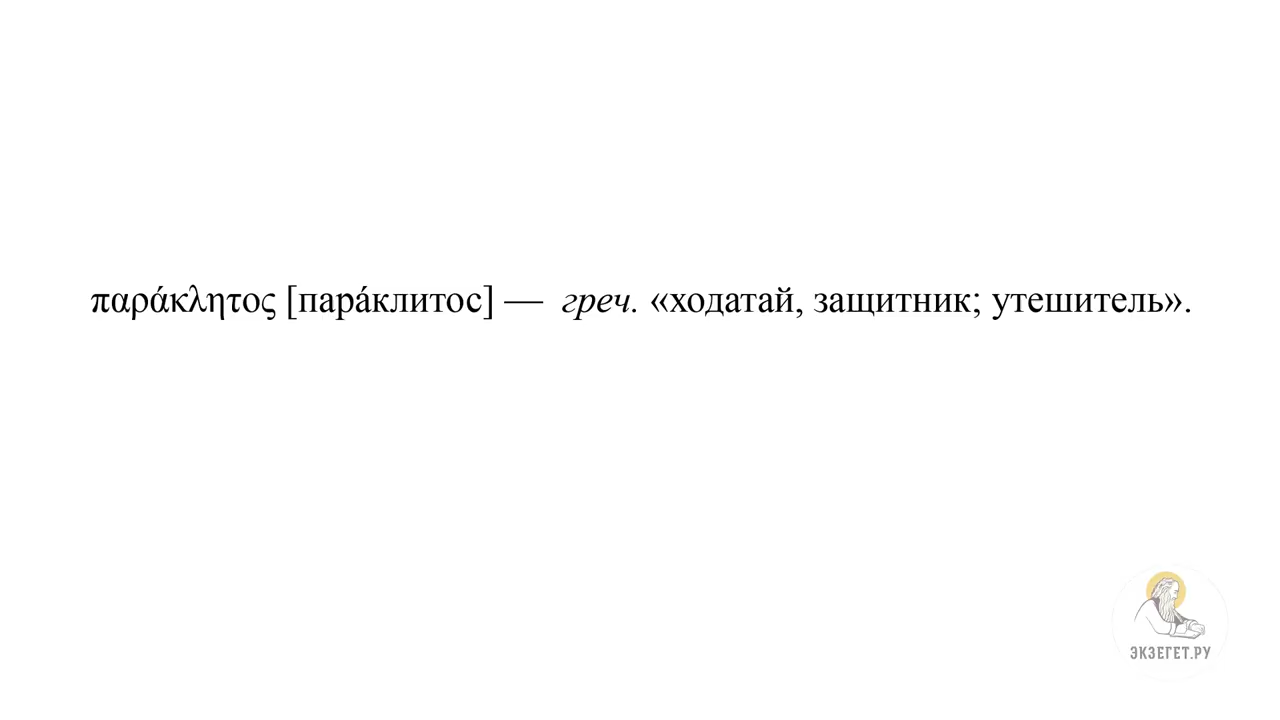 παράκλητος [пара́клитос] — греч. «ходатай, защитник; утешитель».
ЭКЗЕГЕТ.РУ